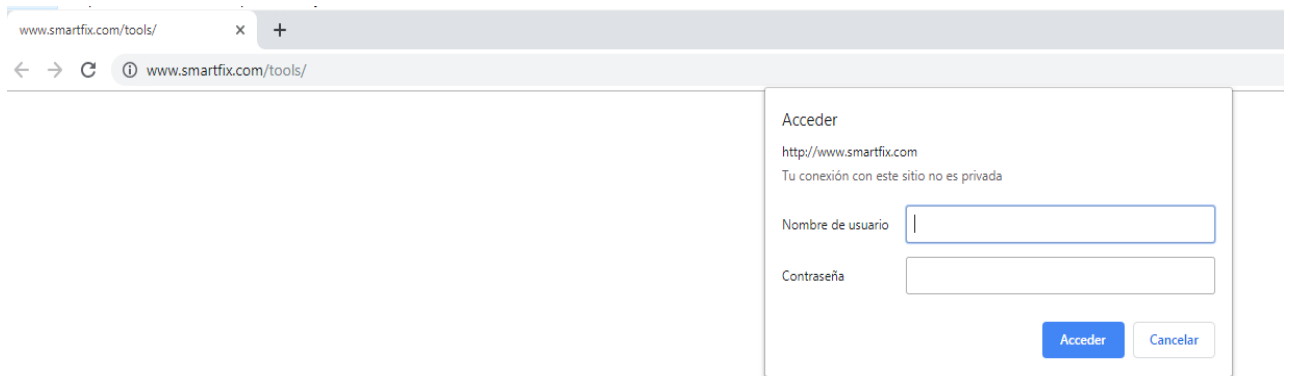 www.smartfix.com/tools/
www.smartfix.com/tools/
Acceder
http://www.smartfix.com
Tu conexión con este sitio no es privada
Nombre de usuario
Contraseña
Acceder
Cancelar